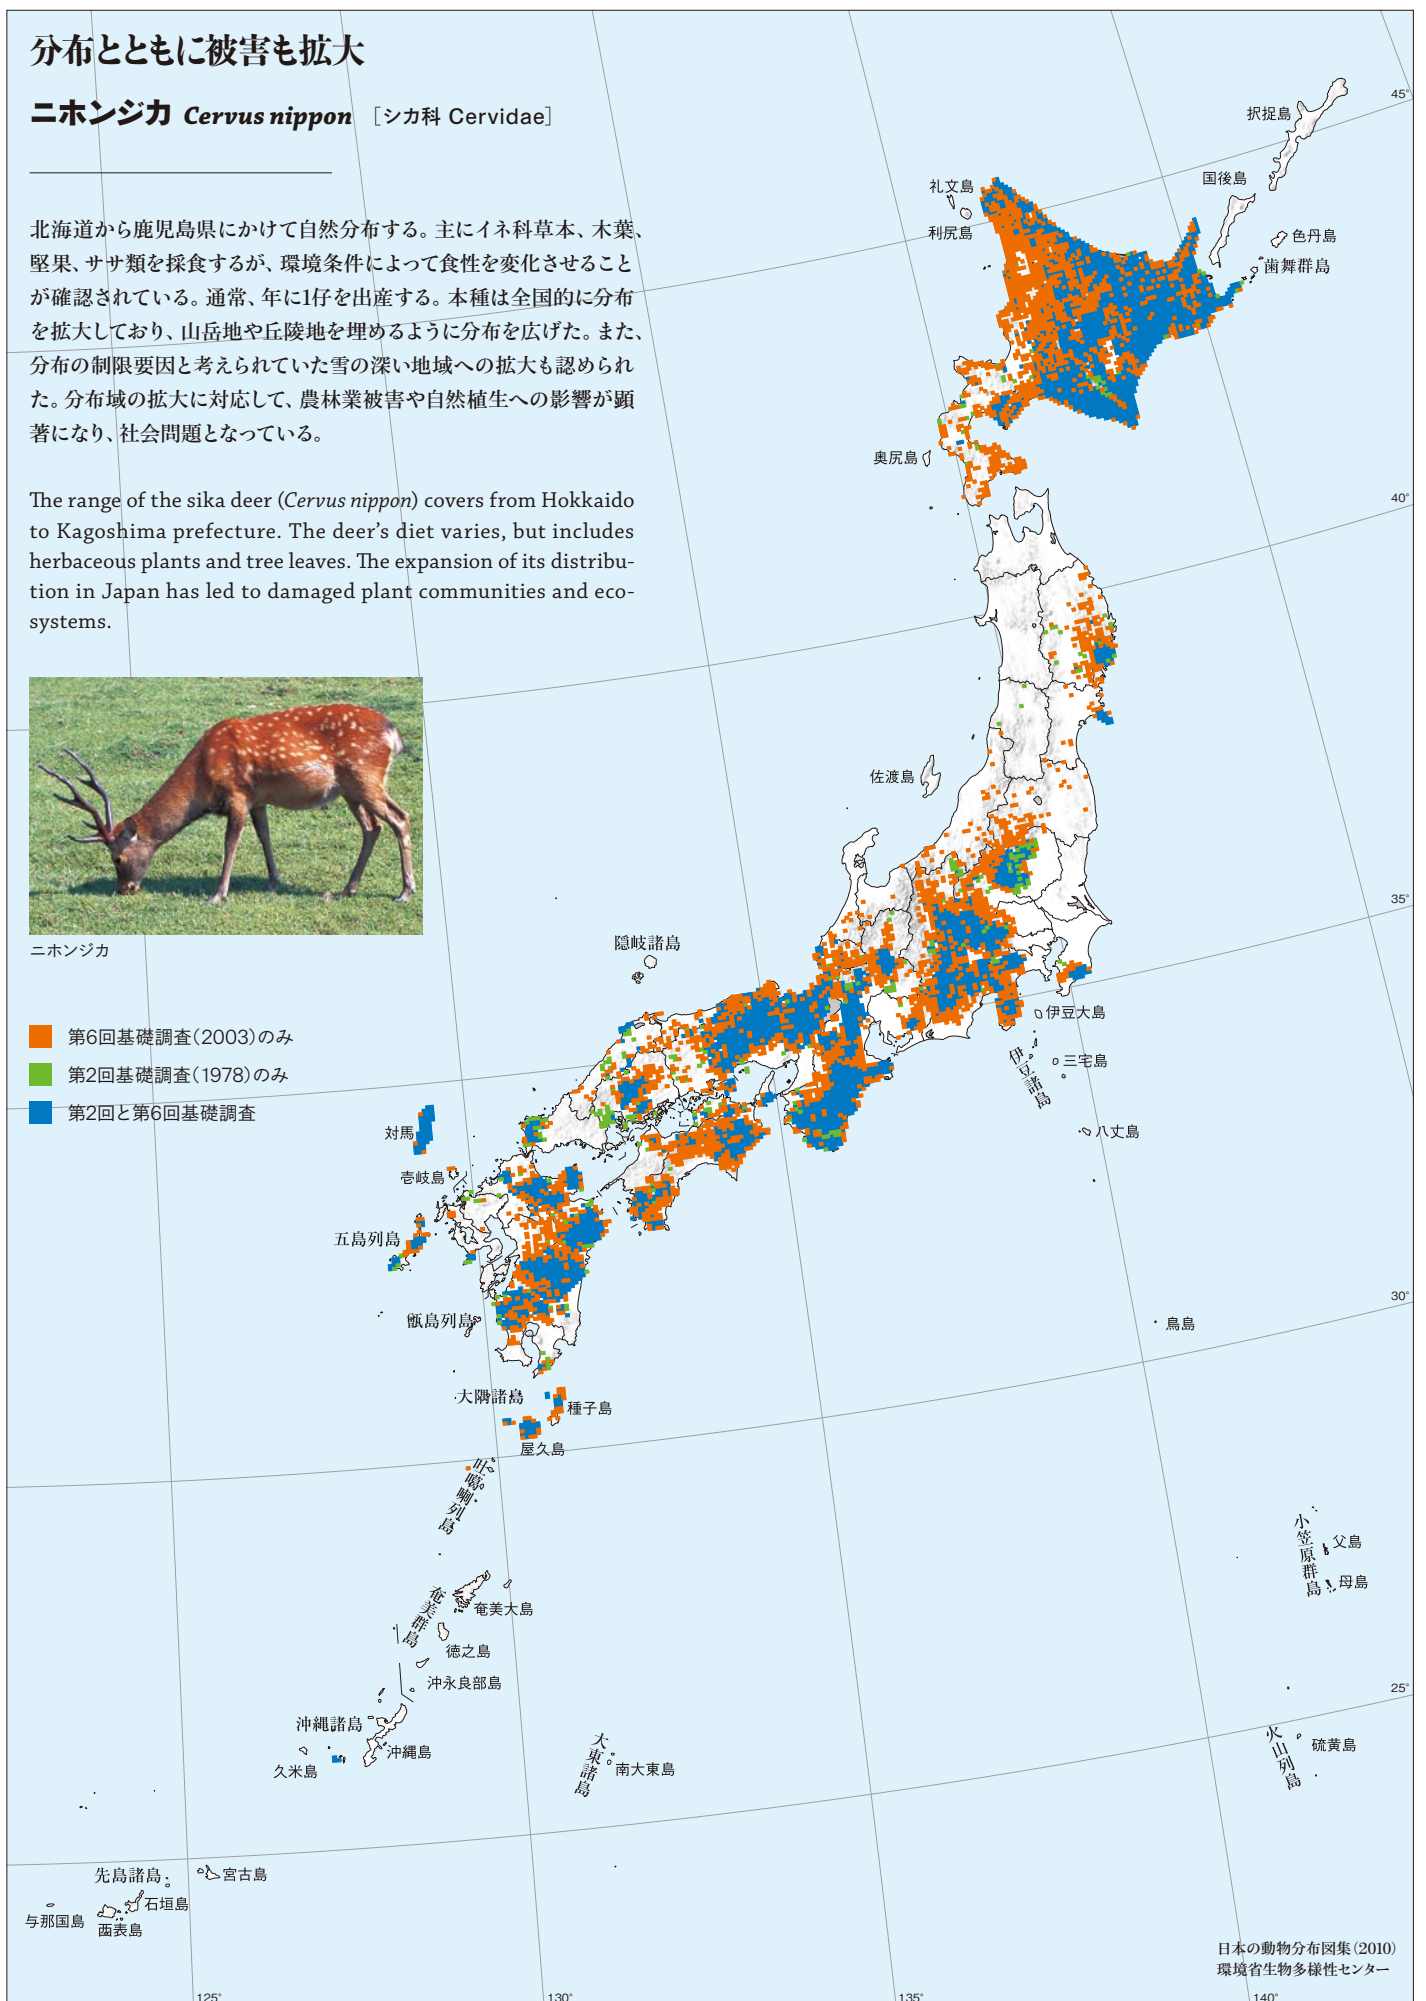 分布とともに被害も拡大
ニホンジカ Cervus nippon ［シカ科 Cervidae］
北海道から鹿児島県にかけて自然分布する。主にイネ科草本、木葉、
堅果、ササ類を採食するが、環境条件によって食性を変化させること
が確認されている。通常、年に1仔を出産する。本種は全国的に分布
を拡大しており、山岳地や丘陵地を埋めるように分布を広げた。また、
分布の制限要因と考えられていた雪の深い地域への拡大も認められ
た。分布域の拡大に対応して、農林業被害や自然植生への影響が顕
著になり、社会問題となっている。
The range of the sika deer (Cervus nippon) covers from Hokkaido
to Kagoshima prefecture. The deer's diet varies, but includes
herbaceous plants and tree leaves. The expansion of its distribu-
tion in Japan has led to damaged plant communities and eco-
systems.
ニホンジカ
第6回基礎調査（2003）のみ
第2回基礎調査（1978）のみ
第2回と第6回基礎調査
45°
択捉島
国後島
色丹島
歯舞群島
礼文島
利尻島
奥尻島
40°
佐渡島
35°
隠岐諸島
伊豆大島
伊豆諸島
三宅島
八丈島
対馬
壱岐島
五島列島
甑島列島
30°
鳥島
大隅諸島
種子島
屋久島
吐噶喇列島
小笠原群島
父島
母島
奄美群島
奄美大島
徳之島
沖永良部島
25°
沖縄諸島
沖縄島
久米島
大東諸島
南大東島
火山列島
硫黄島
先島諸島
宮古島
石垣島
与那国島
西表島
日本の動物分布図集（2010）
環境省生物多様性センター
125°
130°
135°
140°